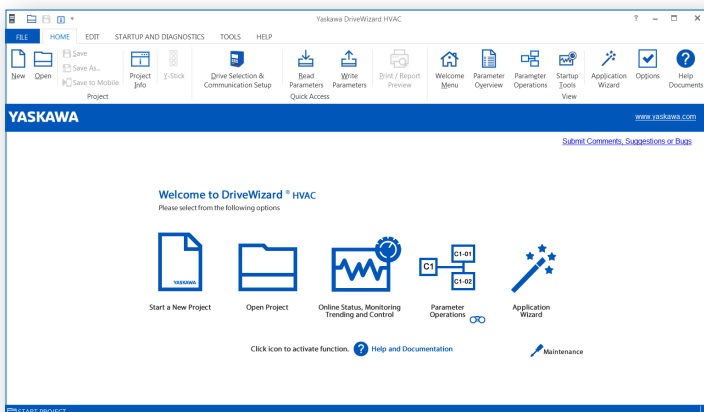 Yaskawa DriveWizard HVAC
FILE HOME EDIT STARTUP AND DIAGNOSTICS TOOLS HELP
New Open Save Save As... Save to Mobile Project Info Y-Stick Drive Selection & Communication Setup Read Parameters Write Parameters Print / Report Preview Welcome Menu Parameter Overview Parameter Operations Startup Tools Application Wizard Options Help Documents
Project Quick Access View
YASKAWA www.yaskawa.com
Submit Comments, Suggestions or Bugs
Welcome to DriveWizard ® HVAC
Please select from the following options
YASKAWA
C1 C1-01
C1-02
Start a New Project Open Project Online Status, Monitoring Trending and Control Parameter Operations Application Wizard
Click icon to activate function. ? Help and Documentation Maintenance
START PROJECT